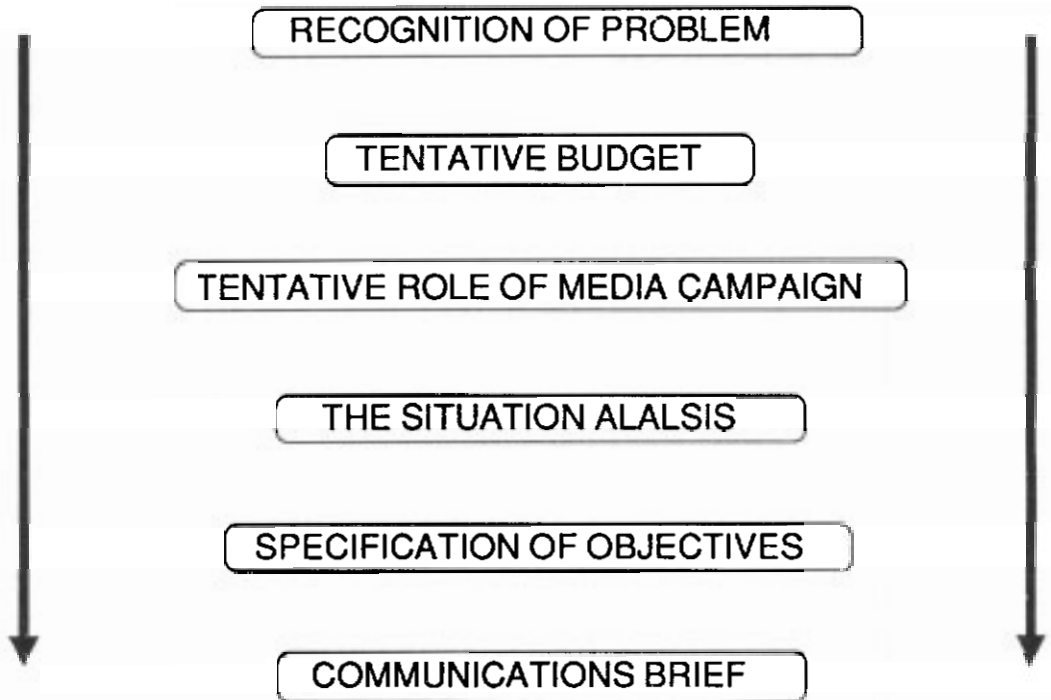 RECOGNITION OF PROBLEM
TENTATIVE BUDGET
TENTATIVE ROLE OF MEDIA CAMPAIGN
THE SITUATION ALALSIS
SPECIFICATION OF OBJECTIVES
COMMUNICATIONS BRIEF